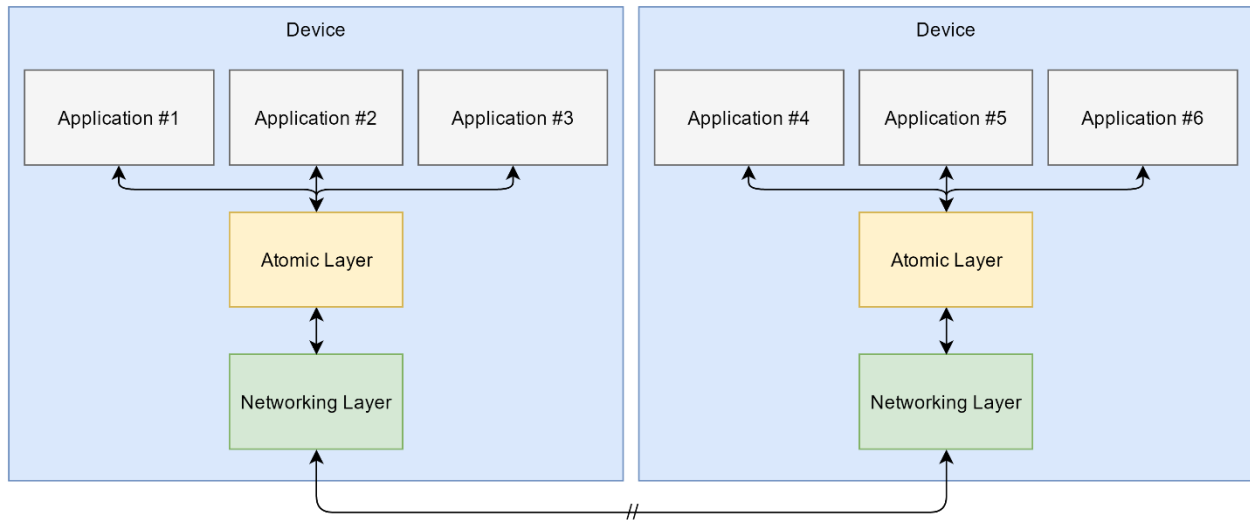 Device
Application #1
Application #2
Application #3
Atomic Layer
Networking Layer
Device
Application #4
Application #5
Application #6
Atomic Layer
Networking Layer
//